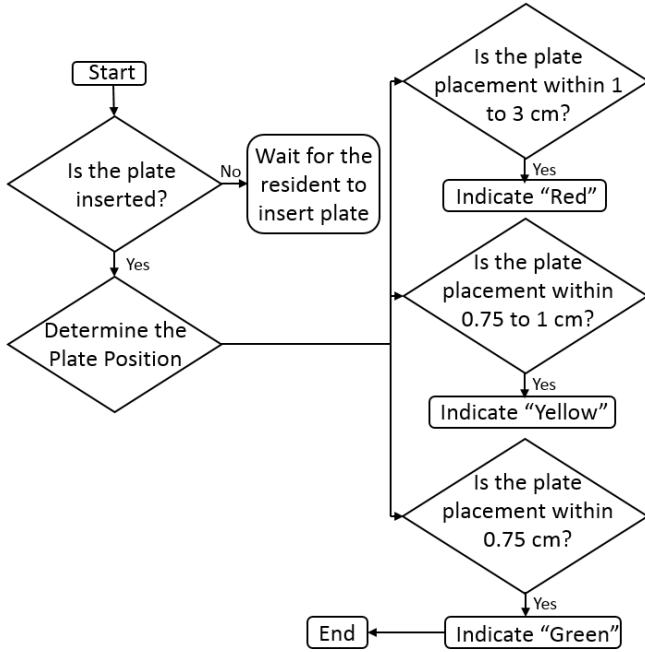 Start
Is the plate
inserted?
No
Wait for the
resident to
insert plate
Yes
Determine the
Plate Position
Is the plate
placement within 1
to 3 cm?
Yes
Indicate “Red”
Is the plate
placement within
0.75 to 1 cm?
Yes
Indicate “Yellow”
Is the plate
placement within
0.75 cm?
Yes
Indicate “Green”
End